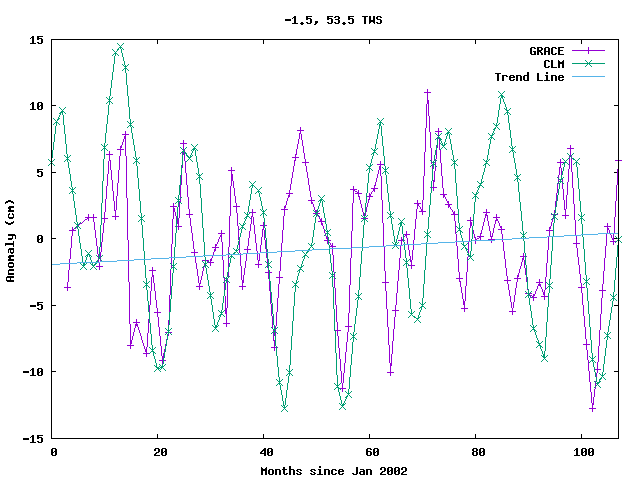 -1.5, 53.5 TWS
GRACE
CLM
Trend Line
15
10
5
0
-5
-10
-15
Anomaly (cm)
0 20 40 60 80 100
Months since Jan 2002